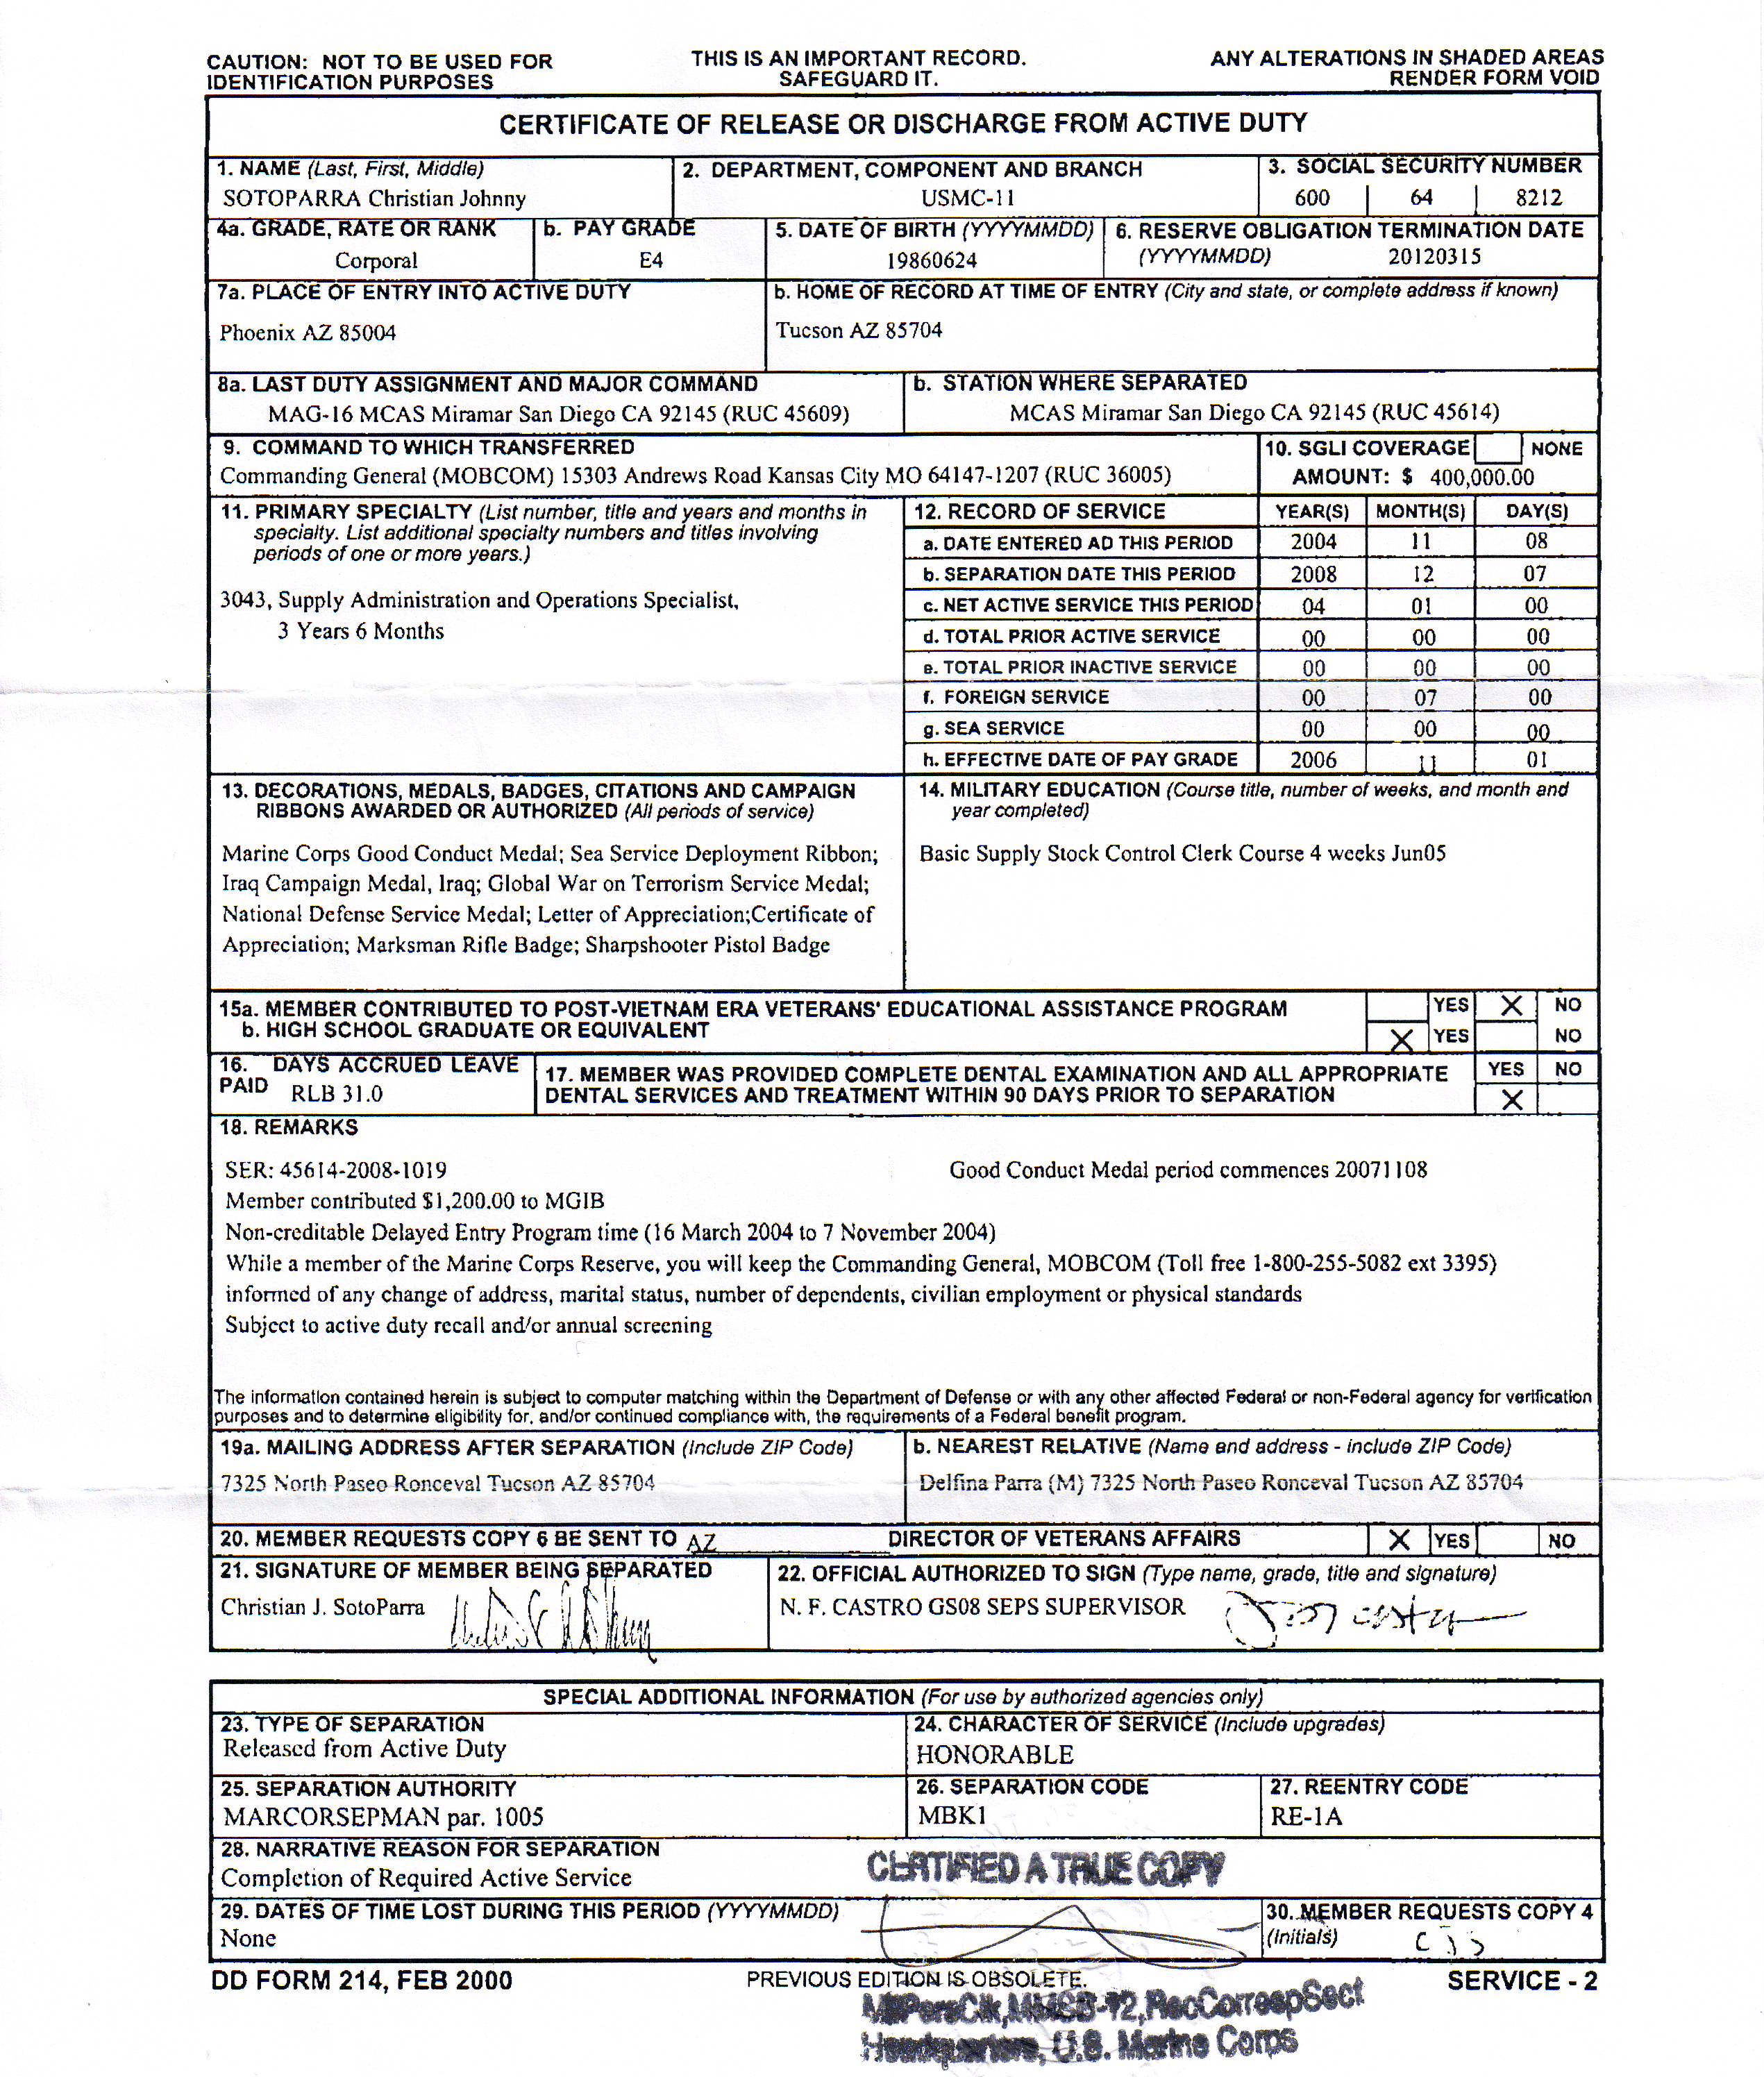 CAUTION: NOT TO BE USED FOR IDENTIFICATION PURPOSES
THIS IS AN IMPORTANT RECORD. SAFEGUARD IT.
ANY ALTERATIONS IN SHADED AREAS RENDER FORM VOID
CERTIFICATE OF RELEASE OR DISCHARGE FROM ACTIVE DUTY
1. NAME (Last, First, Middle)
SOTOPARRA Christian Johnny
2. DEPARTMENT, COMPONENT AND BRANCH
USMC-11
3. SOCIAL SECURITY NUMBER
600 64 8212
4a. GRADE, RATE OR RANK
Corporal
b. PAY GRADE
E4
5. DATE OF BIRTH (YYYYMMDD)
19860624
6. RESERVE OBLIGATION TERMINATION DATE
(YYYYMMDD) 20120315
7a. PLACE OF ENTRY INTO ACTIVE DUTY
Phoenix AZ 85004
b. HOME OF RECORD AT TIME OF ENTRY (City and state, or complete address if known)
Tucson AZ 85704
8a. LAST DUTY ASSIGNMENT AND MAJOR COMMAND
MAG-16 MCAS Miramar San Diego CA 92145 (RUC 45609)
b. STATION WHERE SEPARATED
MCAS Miramar San Diego CA 92145 (RUC 45614)
9. COMMAND TO WHICH TRANSFERRED
Commanding General (MOBCOM) 15303 Andrews Road Kansas City MO 64147-1207 (RUC 36005)
10. SGLI COVERAGE NONE
AMOUNT: $ 400,000.00
11. PRIMARY SPECIALTY (List number, title and years and months in
specialty. List additional specialty numbers and titles involving
periods of one or more years.)
3043, Supply Administration and Operations Specialist,
3 Years 6 Months
12. RECORD OF SERVICE YEAR(S) MONTH(S) DAY(S)
a. DATE ENTERED AD THIS PERIOD 2004 11 08
b. SEPARATION DATE THIS PERIOD 2008 12 07
c. NET ACTIVE SERVICE THIS PERIOD 04 01 00
d. TOTAL PRIOR ACTIVE SERVICE 00 00 00
e. TOTAL PRIOR INACTIVE SERVICE 00 00 00
f. FOREIGN SERVICE 00 07 00
g. SEA SERVICE 00 00 00
h. EFFECTIVE DATE OF PAY GRADE 2006 11 01
13. DECORATIONS, MEDALS, BADGES, CITATIONS AND CAMPAIGN
RIBBONS AWARDED OR AUTHORIZED (All periods of service)
Marine Corps Good Conduct Medal; Sea Service Deployment Ribbon;
Iraq Campaign Medal, Iraq; Global War on Terrorism Service Medal;
National Defense Service Medal; Letter of Appreciation;Certificate of
Appreciation; Marksman Rifle Badge; Sharpshooter Pistol Badge
14. MILITARY EDUCATION (Course title, number of weeks, and month and
year completed)
Basic Supply Stock Control Clerk Course 4 weeks Jun05
15a. MEMBER CONTRIBUTED TO POST-VIETNAM ERA VETERANS' EDUCATIONAL ASSISTANCE PROGRAM YES X NO
b. HIGH SCHOOL GRADUATE OR EQUIVALENT X YES NO
16. DAYS ACCRUED LEAVE
PAID RLB 31.0
17. MEMBER WAS PROVIDED COMPLETE DENTAL EXAMINATION AND ALL APPROPRIATE YES NO
DENTAL SERVICES AND TREATMENT WITHIN 90 DAYS PRIOR TO SEPARATION X
18. REMARKS
SER: 45614-2008-1019 Good Conduct Medal period commences 20071108
Member contributed $1,200.00 to MGIB
Non-creditable Delayed Entry Program time (16 March 2004 to 7 November 2004)
While a member of the Marine Corps Reserve, you will keep the Commanding General, MOBCOM (Toll free 1-800-255-5082 ext 3395)
informed of any change of address, marital status, number of dependents, civilian employment or physical standards
Subject to active duty recall and/or annual screening
The information contained herein is subject to computer matching within the Department of Defense or with any other affected Federal or non-Federal agency for verification
purposes and to determine eligibility for, and/or continued compliance with, the requirements of a Federal benefit program.
19a. MAILING ADDRESS AFTER SEPARATION (Include ZIP Code)
7325 North Paseo Ronceval Tucson AZ 85704
b. NEAREST RELATIVE (Name and address - include ZIP Code)
Delfina Parra (M) 7325 North Paseo Ronceval Tucson AZ 85704
20. MEMBER REQUESTS COPY 6 BE SENT TO AZ DIRECTOR OF VETERANS AFFAIRS X YES NO
21. SIGNATURE OF MEMBER BEING SEPARATED
Christian J. SotoParra
22. OFFICIAL AUTHORIZED TO SIGN (Type name, grade, title and signature)
N. F. CASTRO GS08 SEPS SUPERVISOR
SPECIAL ADDITIONAL INFORMATION (For use by authorized agencies only)
23. TYPE OF SEPARATION
Released from Active Duty
24. CHARACTER OF SERVICE (Include upgrades)
HONORABLE
25. SEPARATION AUTHORITY
MARCORSEPMAN par. 1005
26. SEPARATION CODE
MBK1
27. REENTRY CODE
RE-1A
28. NARRATIVE REASON FOR SEPARATION
Completion of Required Active Service
CERTIFIED A TRUE COPY
29. DATES OF TIME LOST DURING THIS PERIOD (YYYYMMDD)
None
30. MEMBER REQUESTS COPY 4
(Initials)
DD FORM 214, FEB 2000
PREVIOUS EDITION IS OBSOLETE.
SERVICE - 2
RecCorrespSect
Headquarters, U.S. Marine Corps